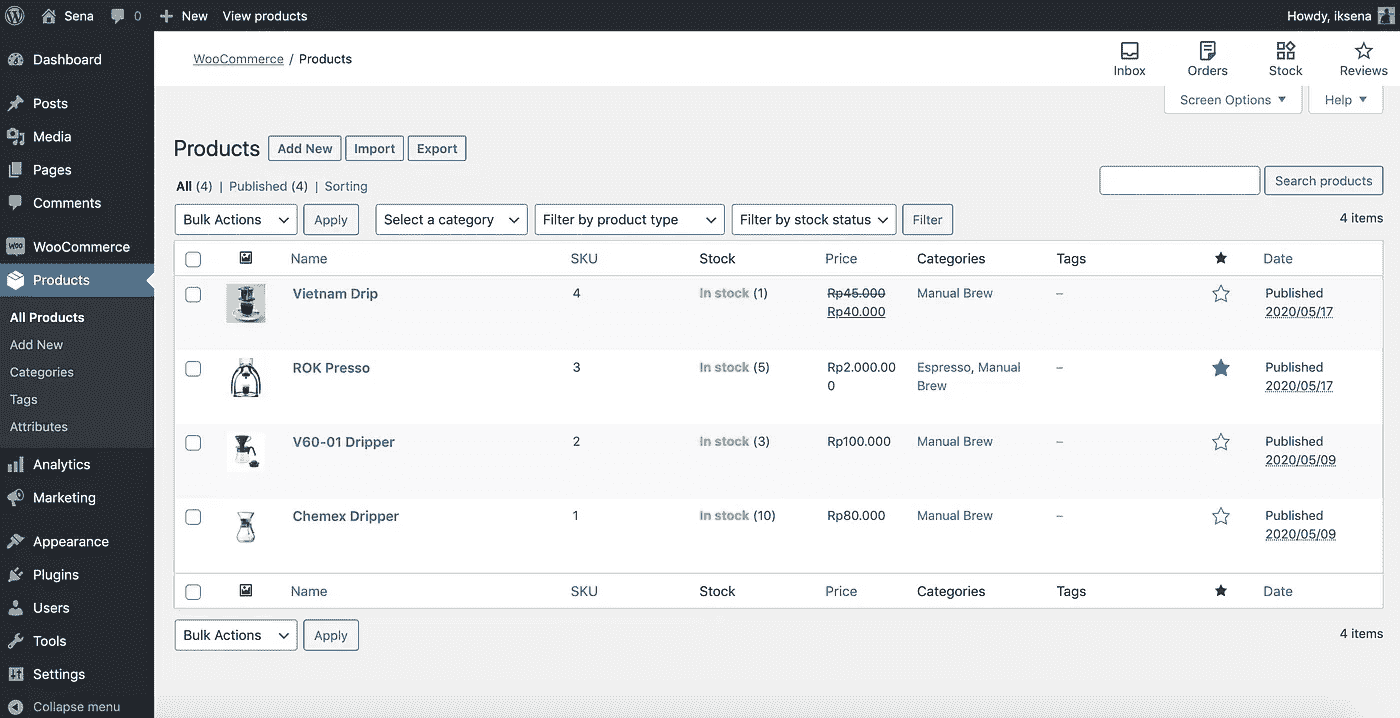 Sena 0 New View products Howdy, iksena
Dashboard
Posts
Media
Pages
Comments
WOO WooCommerce
Products
All Products
Add New
Categories
Tags
Attributes
Analytics
Marketing
Appearance
Plugins
Users
Tools
Settings
Collapse menu
WooCommerce / Products
Inbox Orders Stock Reviews
Screen Options Help
Products Add New Import Export
All (4) | Published (4) | Sorting
Search products
Bulk Actions Apply Select a category Filter by product type Filter by stock status Filter 4 items
Name SKU Stock Price Categories Tags Date
Vietnam Drip 4 In stock (1) Rp45.000 Manual Brew – Published
Rp40.000 2020/05/17
ROK Presso 3 In stock (5) Rp2.000.00 Espresso, Manual – Published
0 Brew 2020/05/17
V60-01 Dripper 2 In stock (3) Rp100.000 Manual Brew – Published
2020/05/09
Chemex Dripper 1 In stock (10) Rp80.000 Manual Brew – Published
2020/05/09
Name SKU Stock Price Categories Tags Date
Bulk Actions Apply 4 items